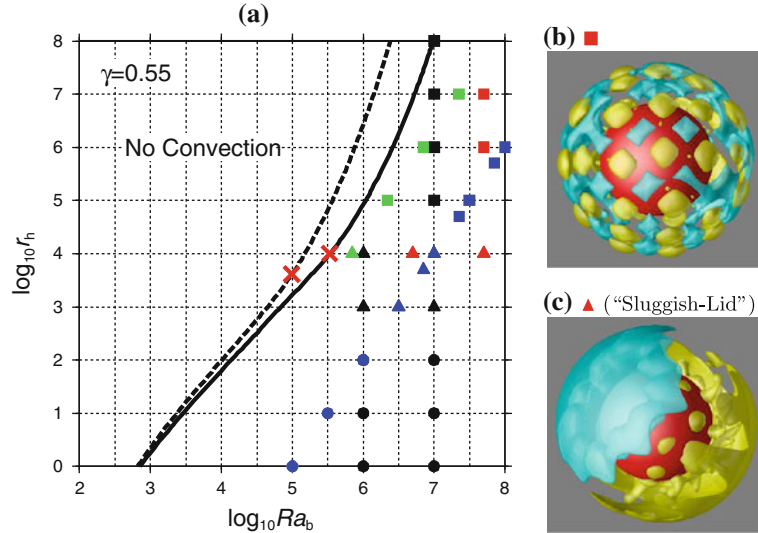 (a)
γ=0.55
No Convection
8
7
6
5
4
3
2
1
0
log₁₀rₕ
2 3 4 5 6 7 8
log₁₀Ra_b
(b)
(c) ("Sluggish-Lid")